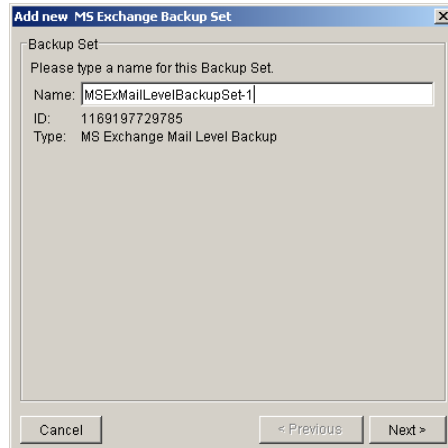 Add new MS Exchange Backup Set
Backup Set
Please type a name for this Backup Set.
Name: MSExMailLevelBackupSet-1
ID: 1169197729785
Type: MS Exchange Mail Level Backup
Cancel < Previous Next >